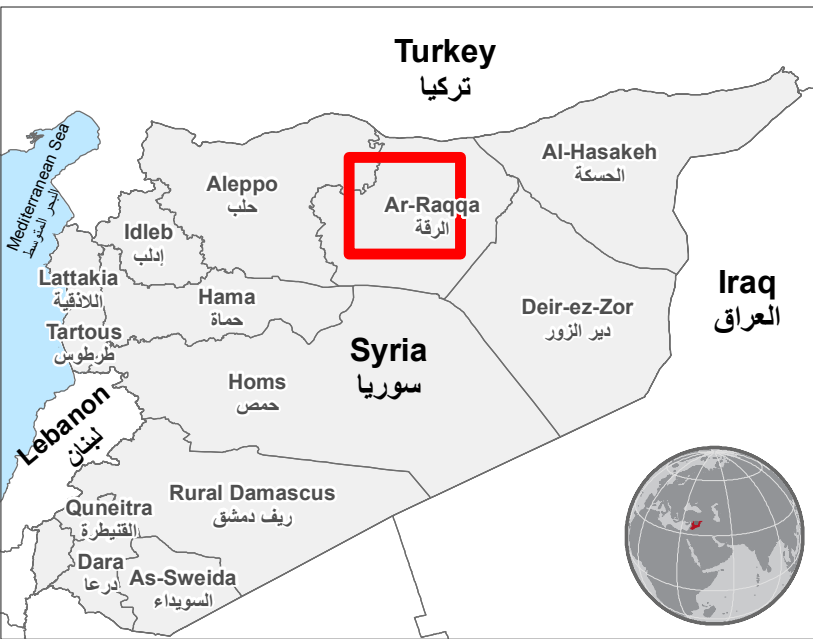 Turkey
تركيا
Mediterranean Sea
البحر المتوسط
Aleppo
حلب
Al-Hasakeh
الحسكة
Ar-Raqqa
الرقة
Idleb
إدلب
Lattakia
اللاذقية
Hama
حماة
Deir-ez-Zor
دير الزور
Iraq
العراق
Tartous
طرطوس
Syria
سوريا
Homs
حمص
Lebanon
لبنان
Rural Damascus
ريف دمشق
Quneitra
القنيطرة
Dara
درعا
As-Sweida
السويداء